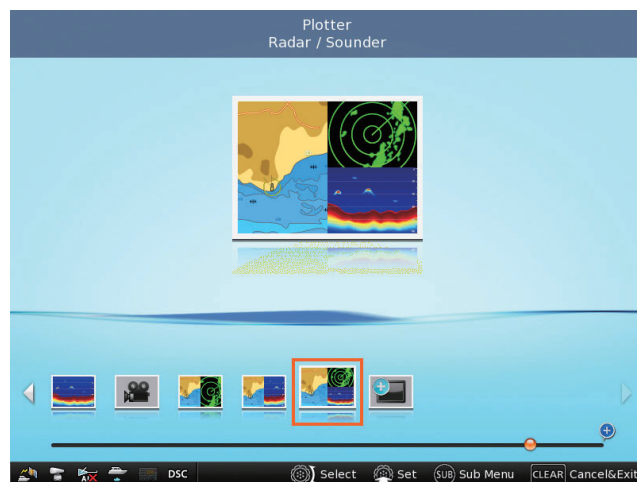 Plotter
Radar / Sounder
DSC Select Set SUB Sub Menu CLEAR Cancel&Exit